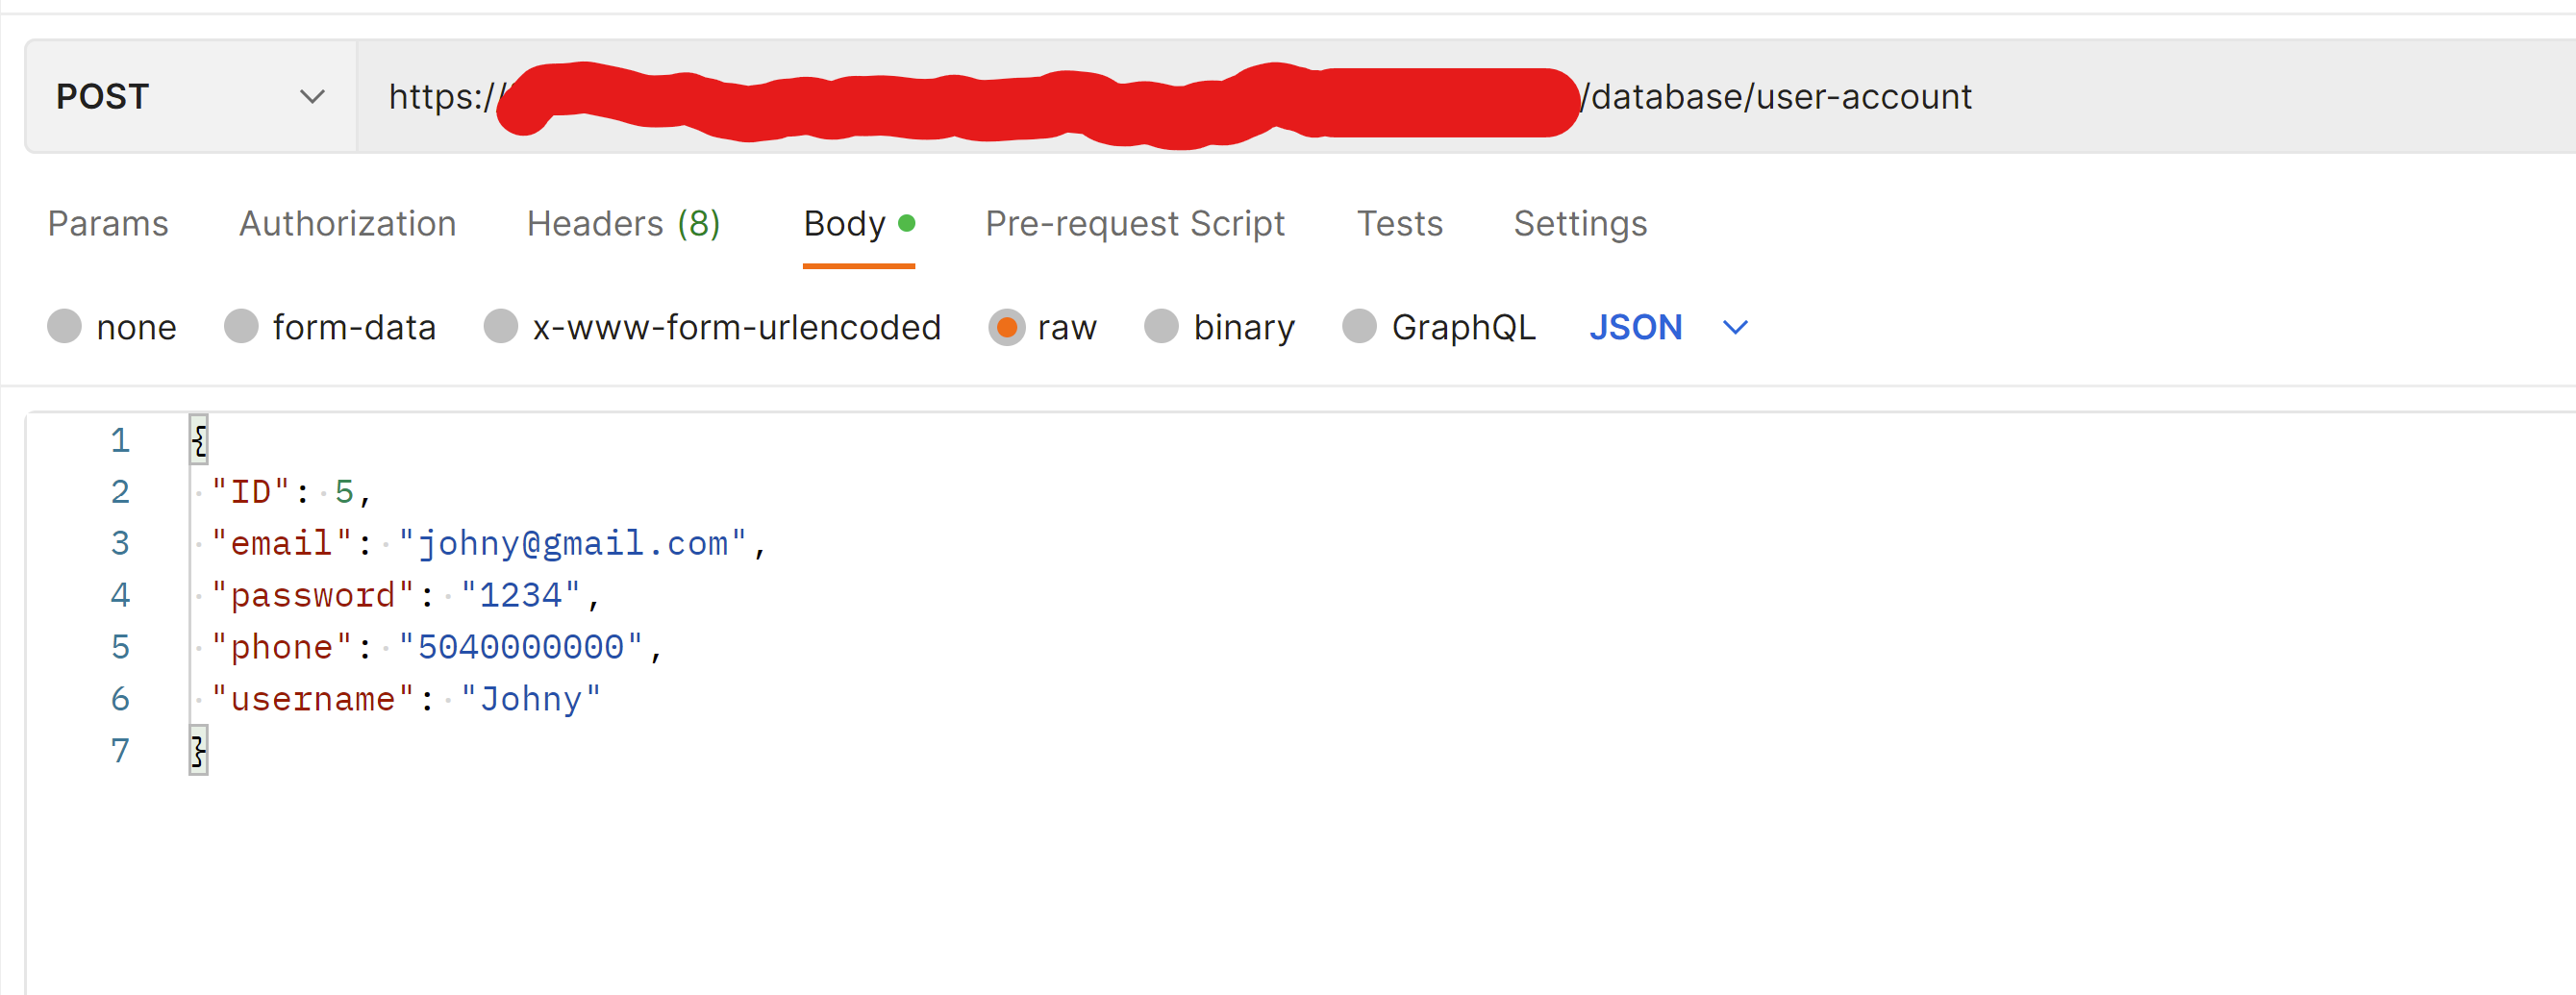 POST https:// /database/user-account
Params Authorization Headers (8) Body Pre-request Script Tests Settings
none form-data x-www-form-urlencoded raw binary GraphQL JSON
1 {
2 "ID": 5,
3 "email": "johny@gmail.com",
4 "password": "1234",
5 "phone": "5040000000",
6 "username": "Johny"
7 }